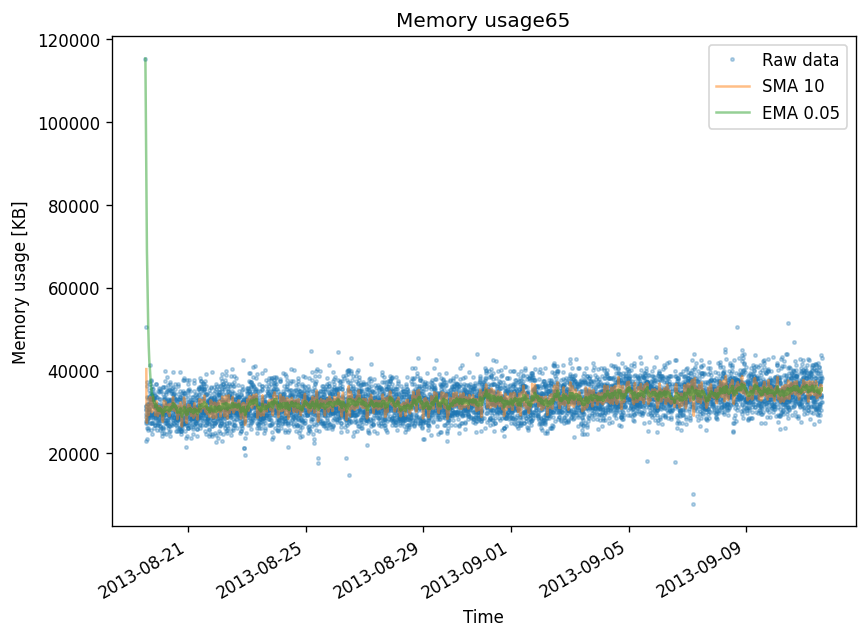 Memory usage65
120000
100000
80000
60000
40000
20000
Memory usage [KB]
Raw data
SMA 10
EMA 0.05
2013-08-21
2013-08-25
2013-08-29
2013-09-01
2013-09-05
2013-09-09
Time